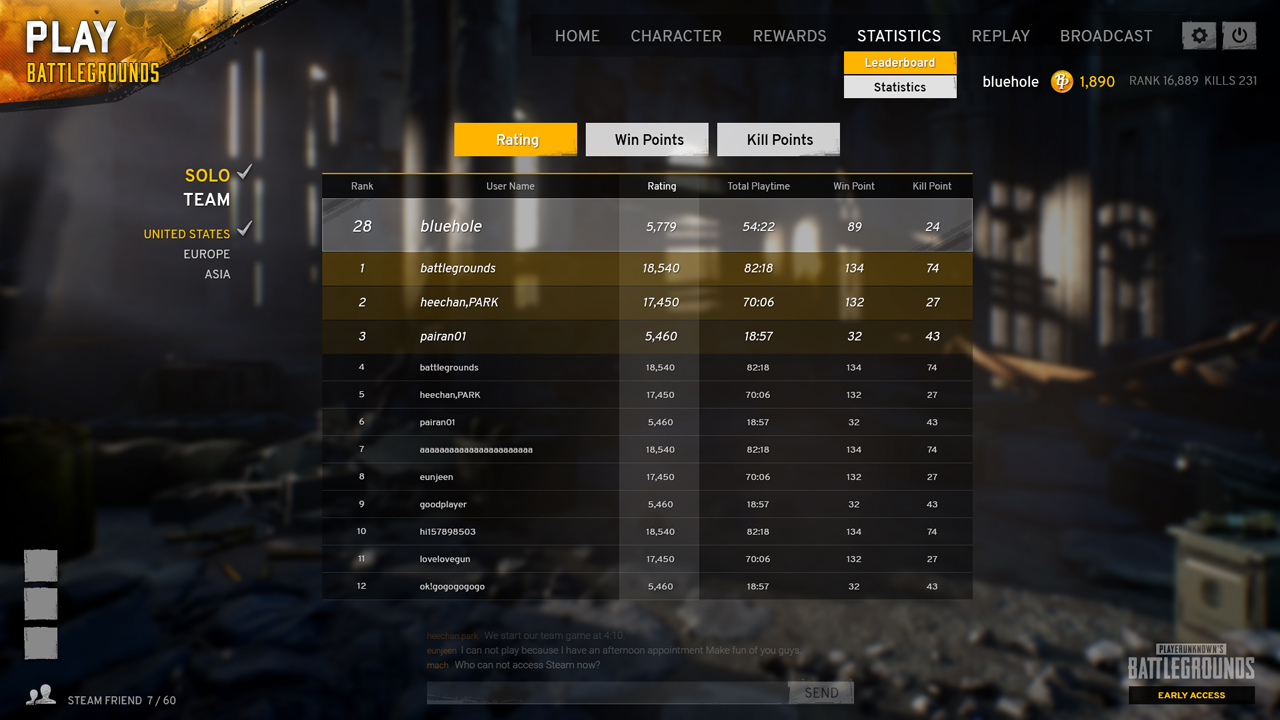 PLAY
BATTLEGROUNDS
HOME CHARACTER REWARDS STATISTICS REPLAY BROADCAST
Leaderboard
Statistics
bluehole 1,890 RANK 16,889 KILLS 231
Rating Win Points Kill Points
SOLO
TEAM
UNITED STATES
EUROPE
ASIA
Rank User Name Rating Total Playtime Win Point Kill Point
28 bluehole 5,779 54:22 89 24
1 battlegrounds 18,540 82:18 134 74
2 heechan,PARK 17,450 70:06 132 27
3 pairan01 5,460 18:57 32 43
4 battlegrounds 18,540 82:18 134 74
5 heechan,PARK 17,450 70:06 132 27
6 pairan01 5,460 18:57 32 43
7 aaaaaaaaaaaaaaaaaaaaaaa 18,540 82:18 134 74
8 eunjeen 17,450 70:06 132 27
9 goodplayer 5,460 18:57 32 43
10 hi157898503 18,540 82:18 134 74
11 lovelovegun 17,450 70:06 132 27
12 ok!gogogogogo 5,460 18:57 32 43
heechan.park We start our team game at 4:10.
eunjeen I can not play because I have an afternoon appointment Make fun of you guys.
mach Who can not access Steam now?
SEND
STEAM FRIEND 7 / 60
PLAYERUNKNOWN'S
BATTLEGROUNDS
EARLY ACCESS